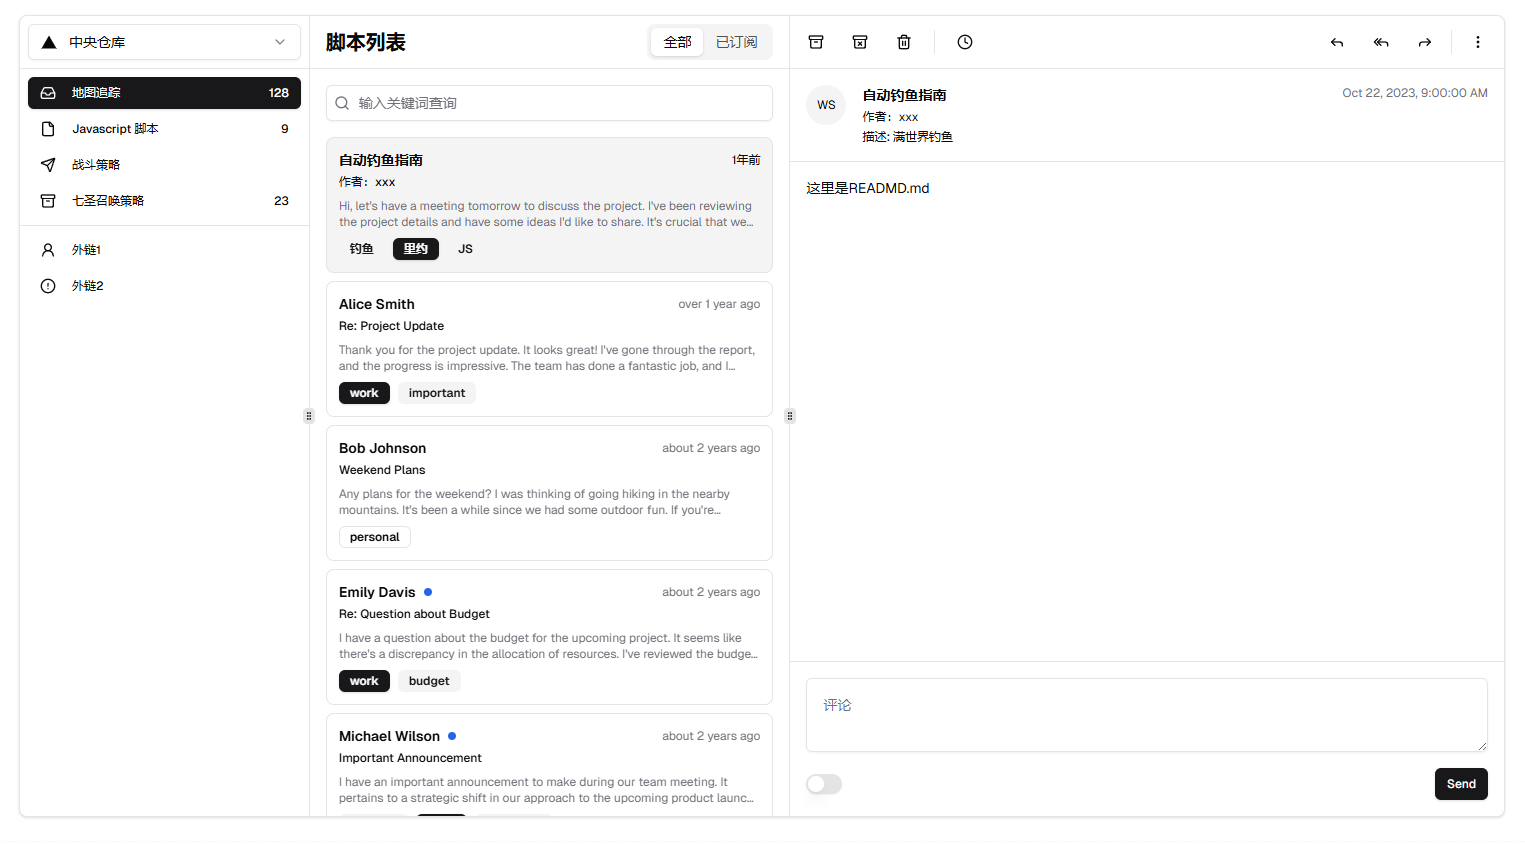 中央仓库
地图追踪 128
Javascript 脚本 9
战斗策略
七圣召唤策略 23
外链1
外链2
脚本列表
全部 已订阅
输入关键词查询
自动钓鱼指南 1年前
作者：xxx
Hi, let's have a meeting tomorrow to discuss the project. I've been reviewing
the project details and have some ideas I'd like to share. It's crucial that we...
钓鱼 里约 JS
Alice Smith over 1 year ago
Re: Project Update
Thank you for the project update. It looks great! I've gone through the report,
and the progress is impressive. The team has done a fantastic job, and I...
work important
Bob Johnson about 2 years ago
Weekend Plans
Any plans for the weekend? I was thinking of going hiking in the nearby
mountains. It's been a while since we had some outdoor fun. If you're...
personal
Emily Davis about 2 years ago
Re: Question about Budget
I have a question about the budget for the upcoming project. It seems like
there's a discrepancy in the allocation of resources. I've reviewed the budge...
work budget
Michael Wilson about 2 years ago
Important Announcement
I have an important announcement to make during our team meeting. It
pertains to a strategic shift in our approach to the upcoming product launc...
WS
自动钓鱼指南 Oct 22, 2023, 9:00:00 AM
作者：xxx
描述: 满世界钓鱼
这里是READMD.md
评论
Send